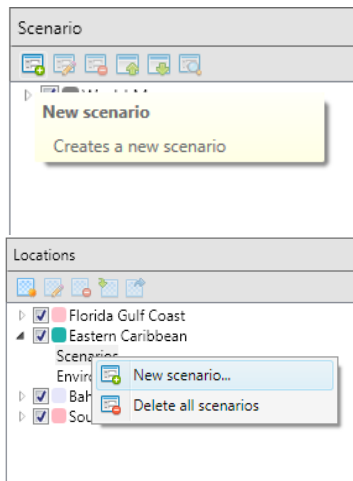 Scenario
New scenario
Creates a new scenario
Locations
Florida Gulf Coast
Eastern Caribbean
Scenarios
New scenario...
Delete all scenarios